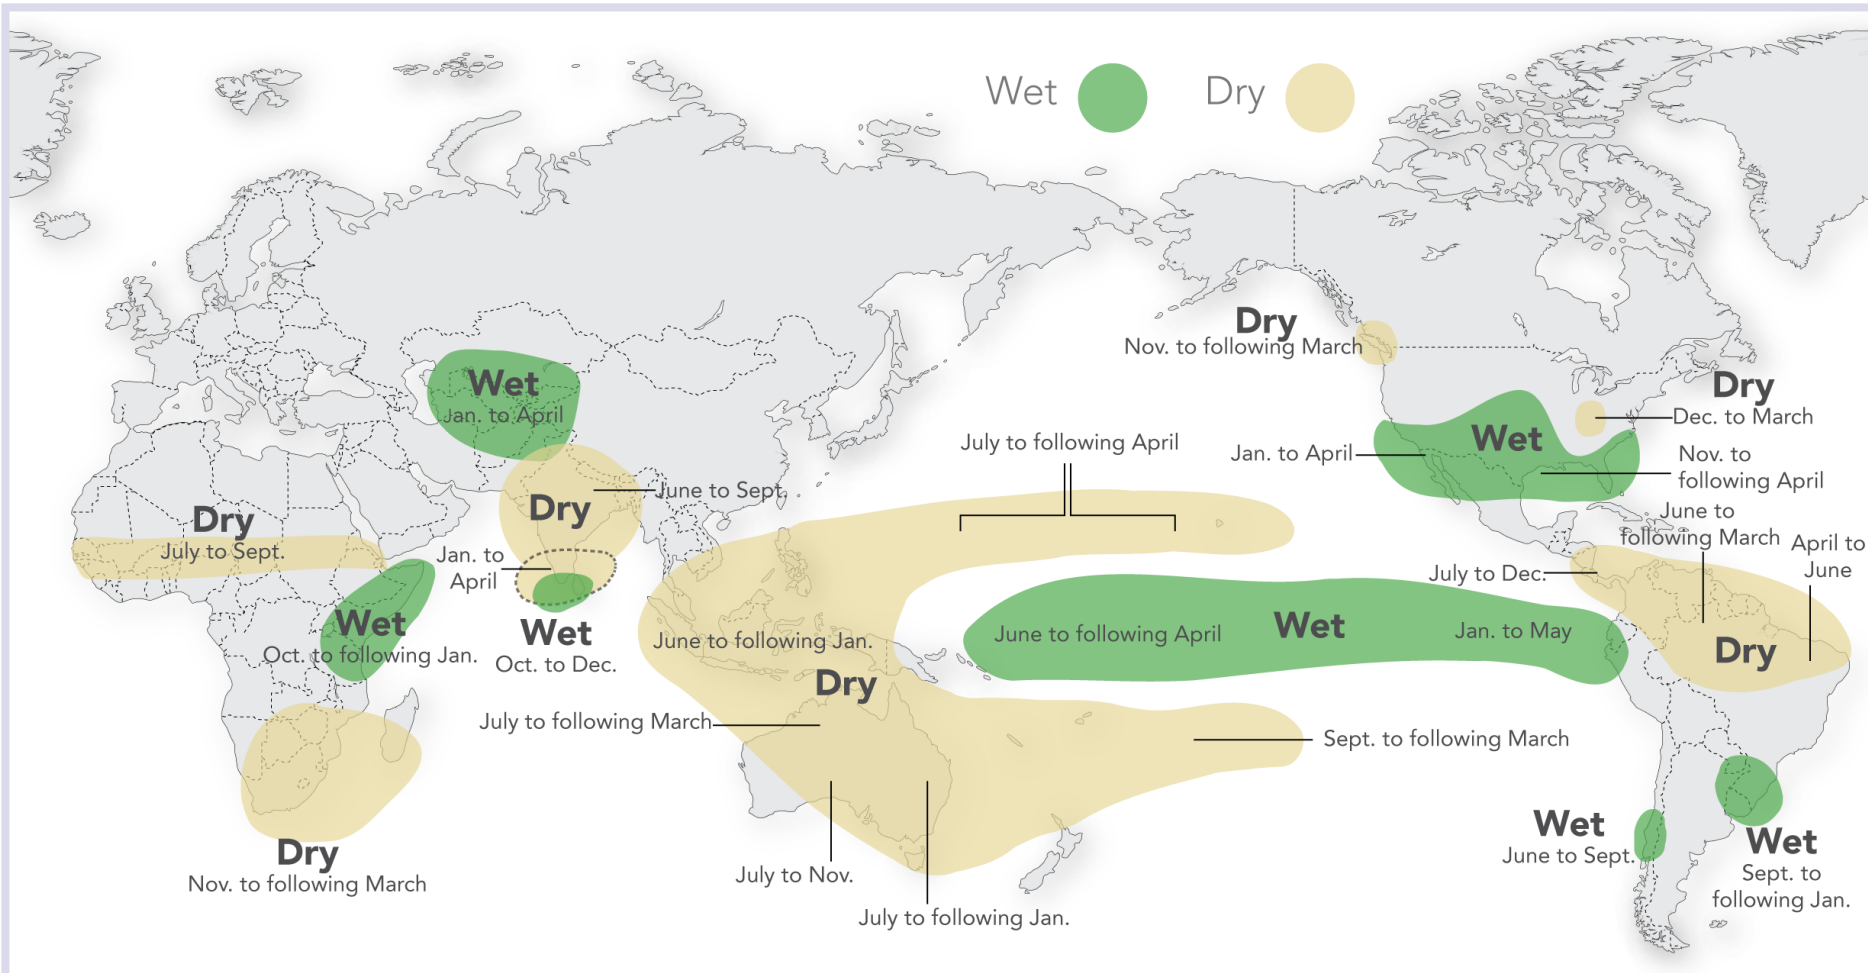 Wet
Dry
Dry
Nov. to following March
Wet
Jan. to April
Dry
Dec. to March
July to following April
Jan. to April
Wet
Nov. to
following April
Dry
June to Sept.
Dry
July to Sept.
June to
following March
April to
June
Jan. to
April
July to Dec.
Wet
Oct. to following Jan.
Wet
Oct. to Dec.
June to following Jan.
Dry
June to following April
Wet
Jan. to May
Dry
July to following March
Sept. to following March
Dry
Nov. to following March
July to Nov.
July to following Jan.
Wet
June to Sept.
Wet
Sept. to
following Jan.